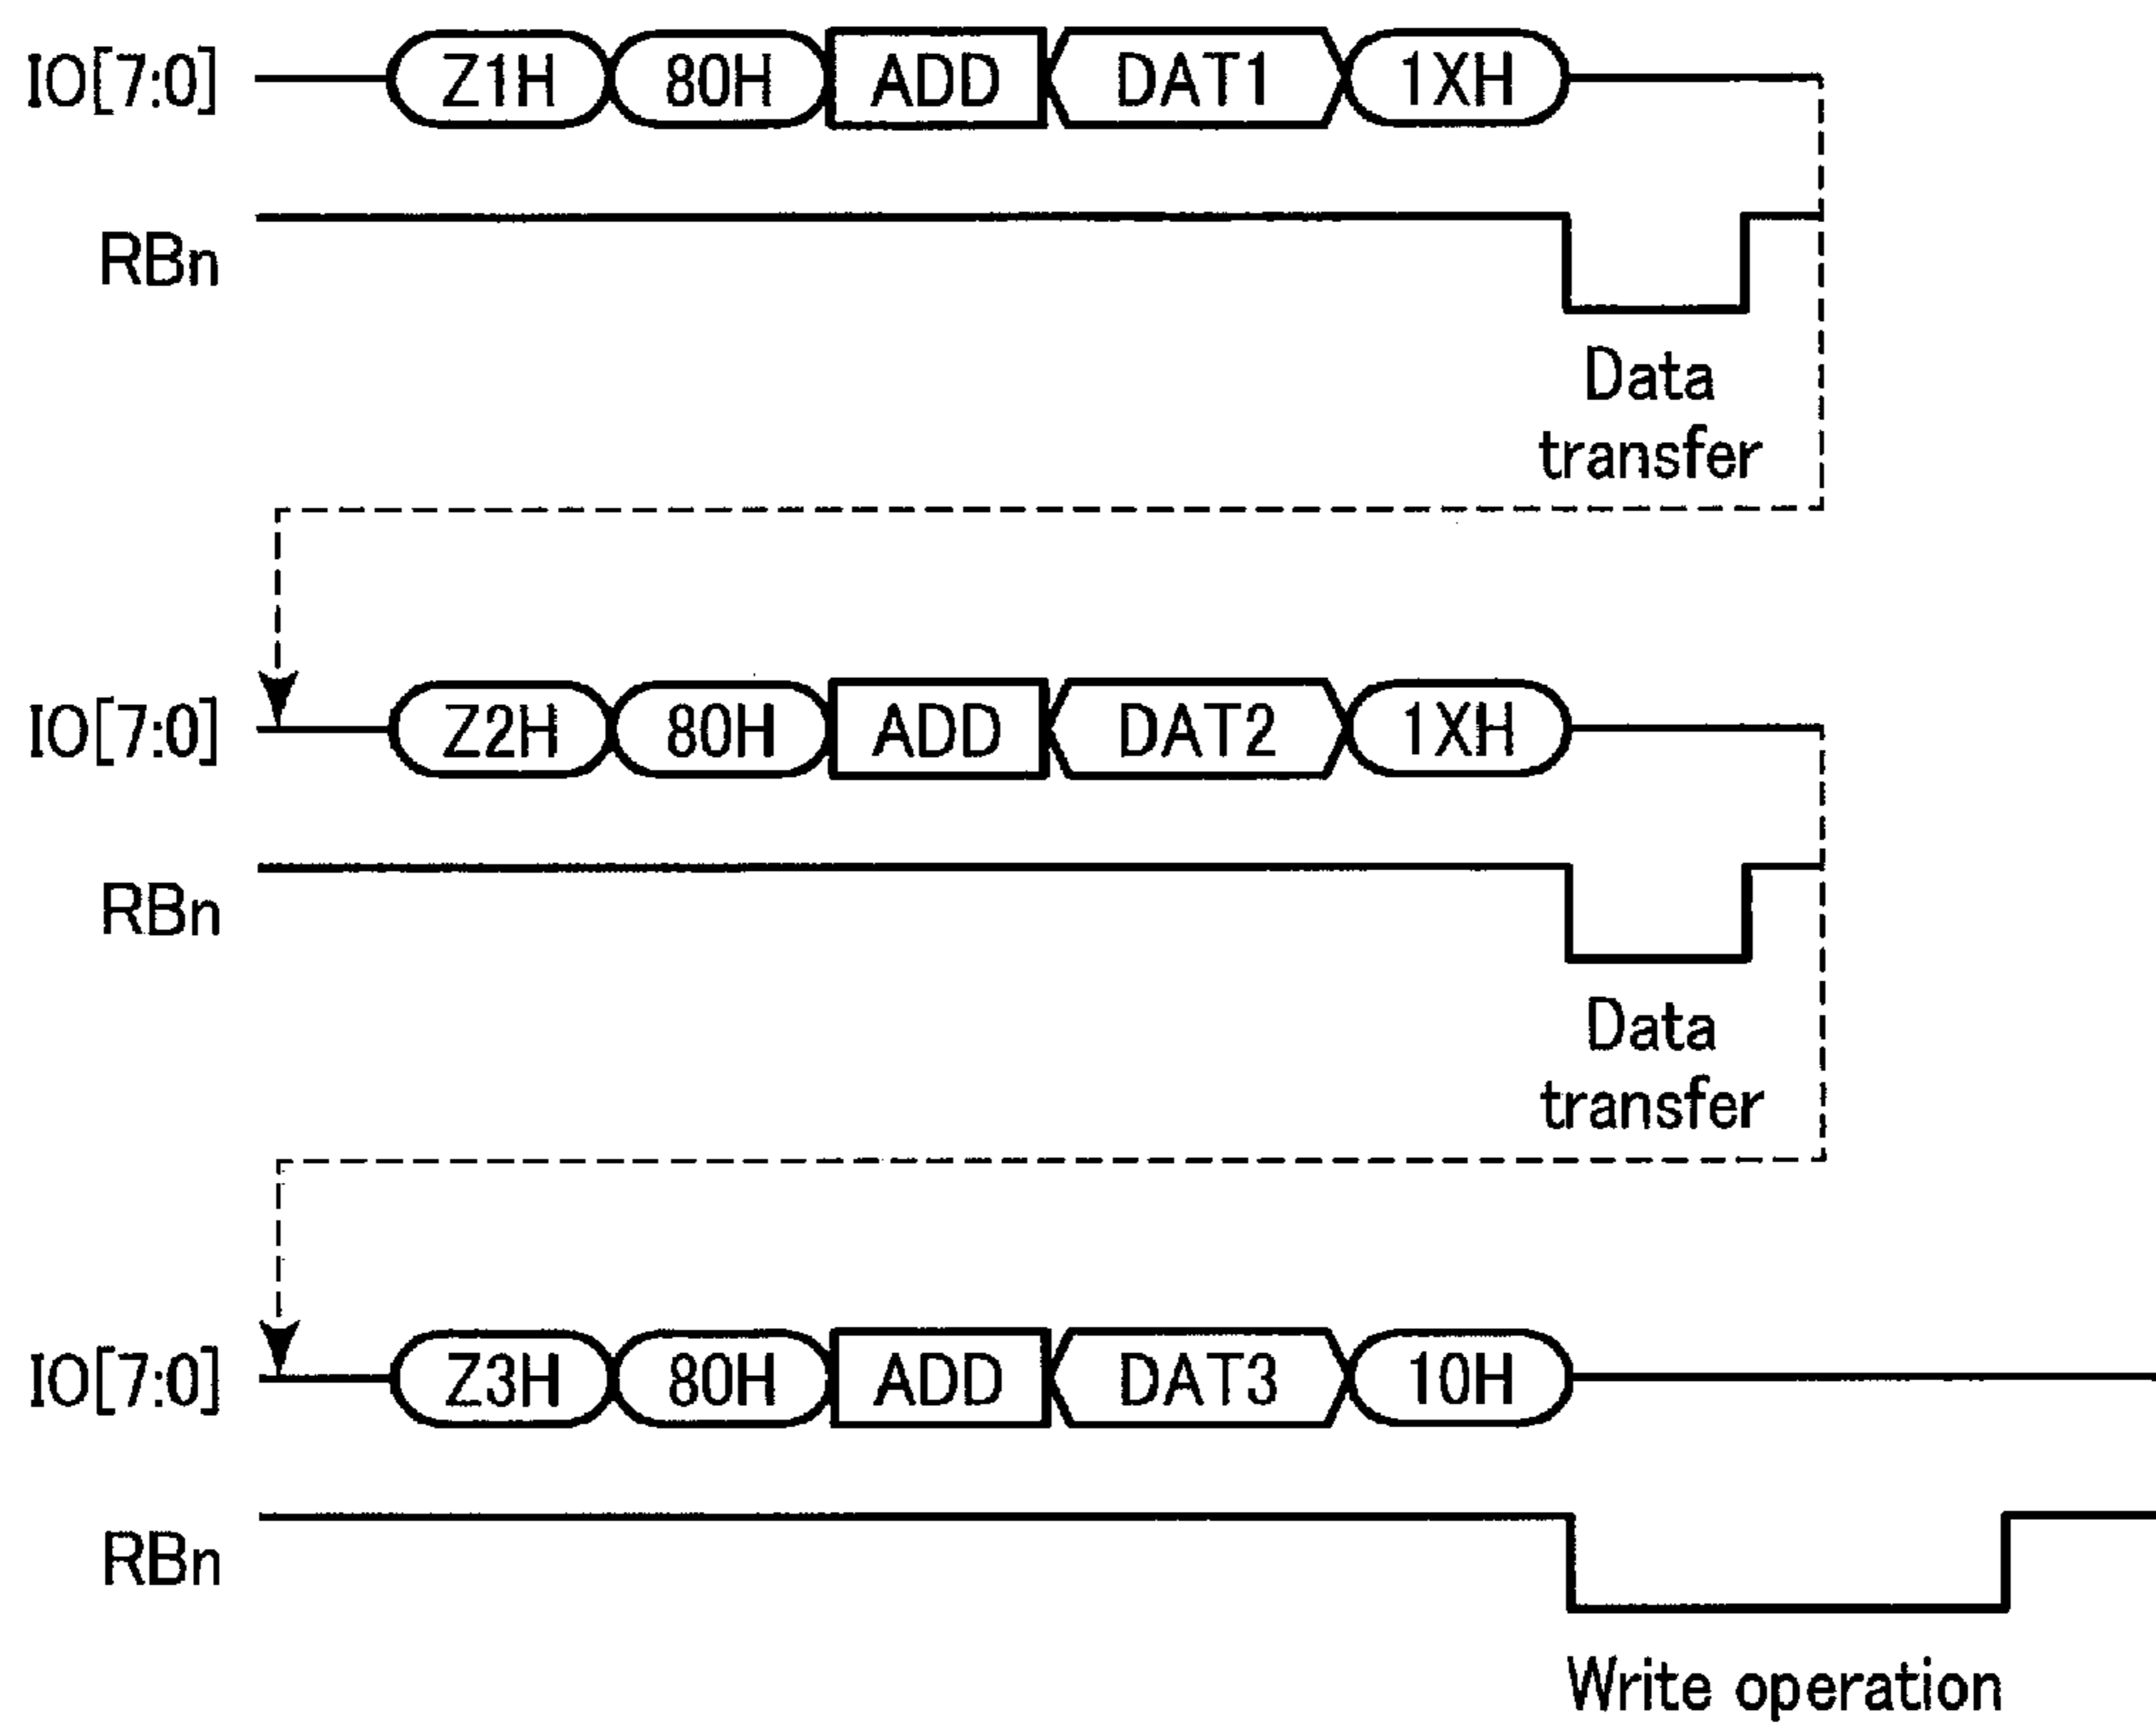 IO[7:0] Z1H 80H ADD DAT1 1XH
RBn
Data
transfer
IO[7:0] Z2H 80H ADD DAT2 1XH
RBn
Data
transfer
IO[7:0] Z3H 80H ADD DAT3 10H
RBn
Write operation